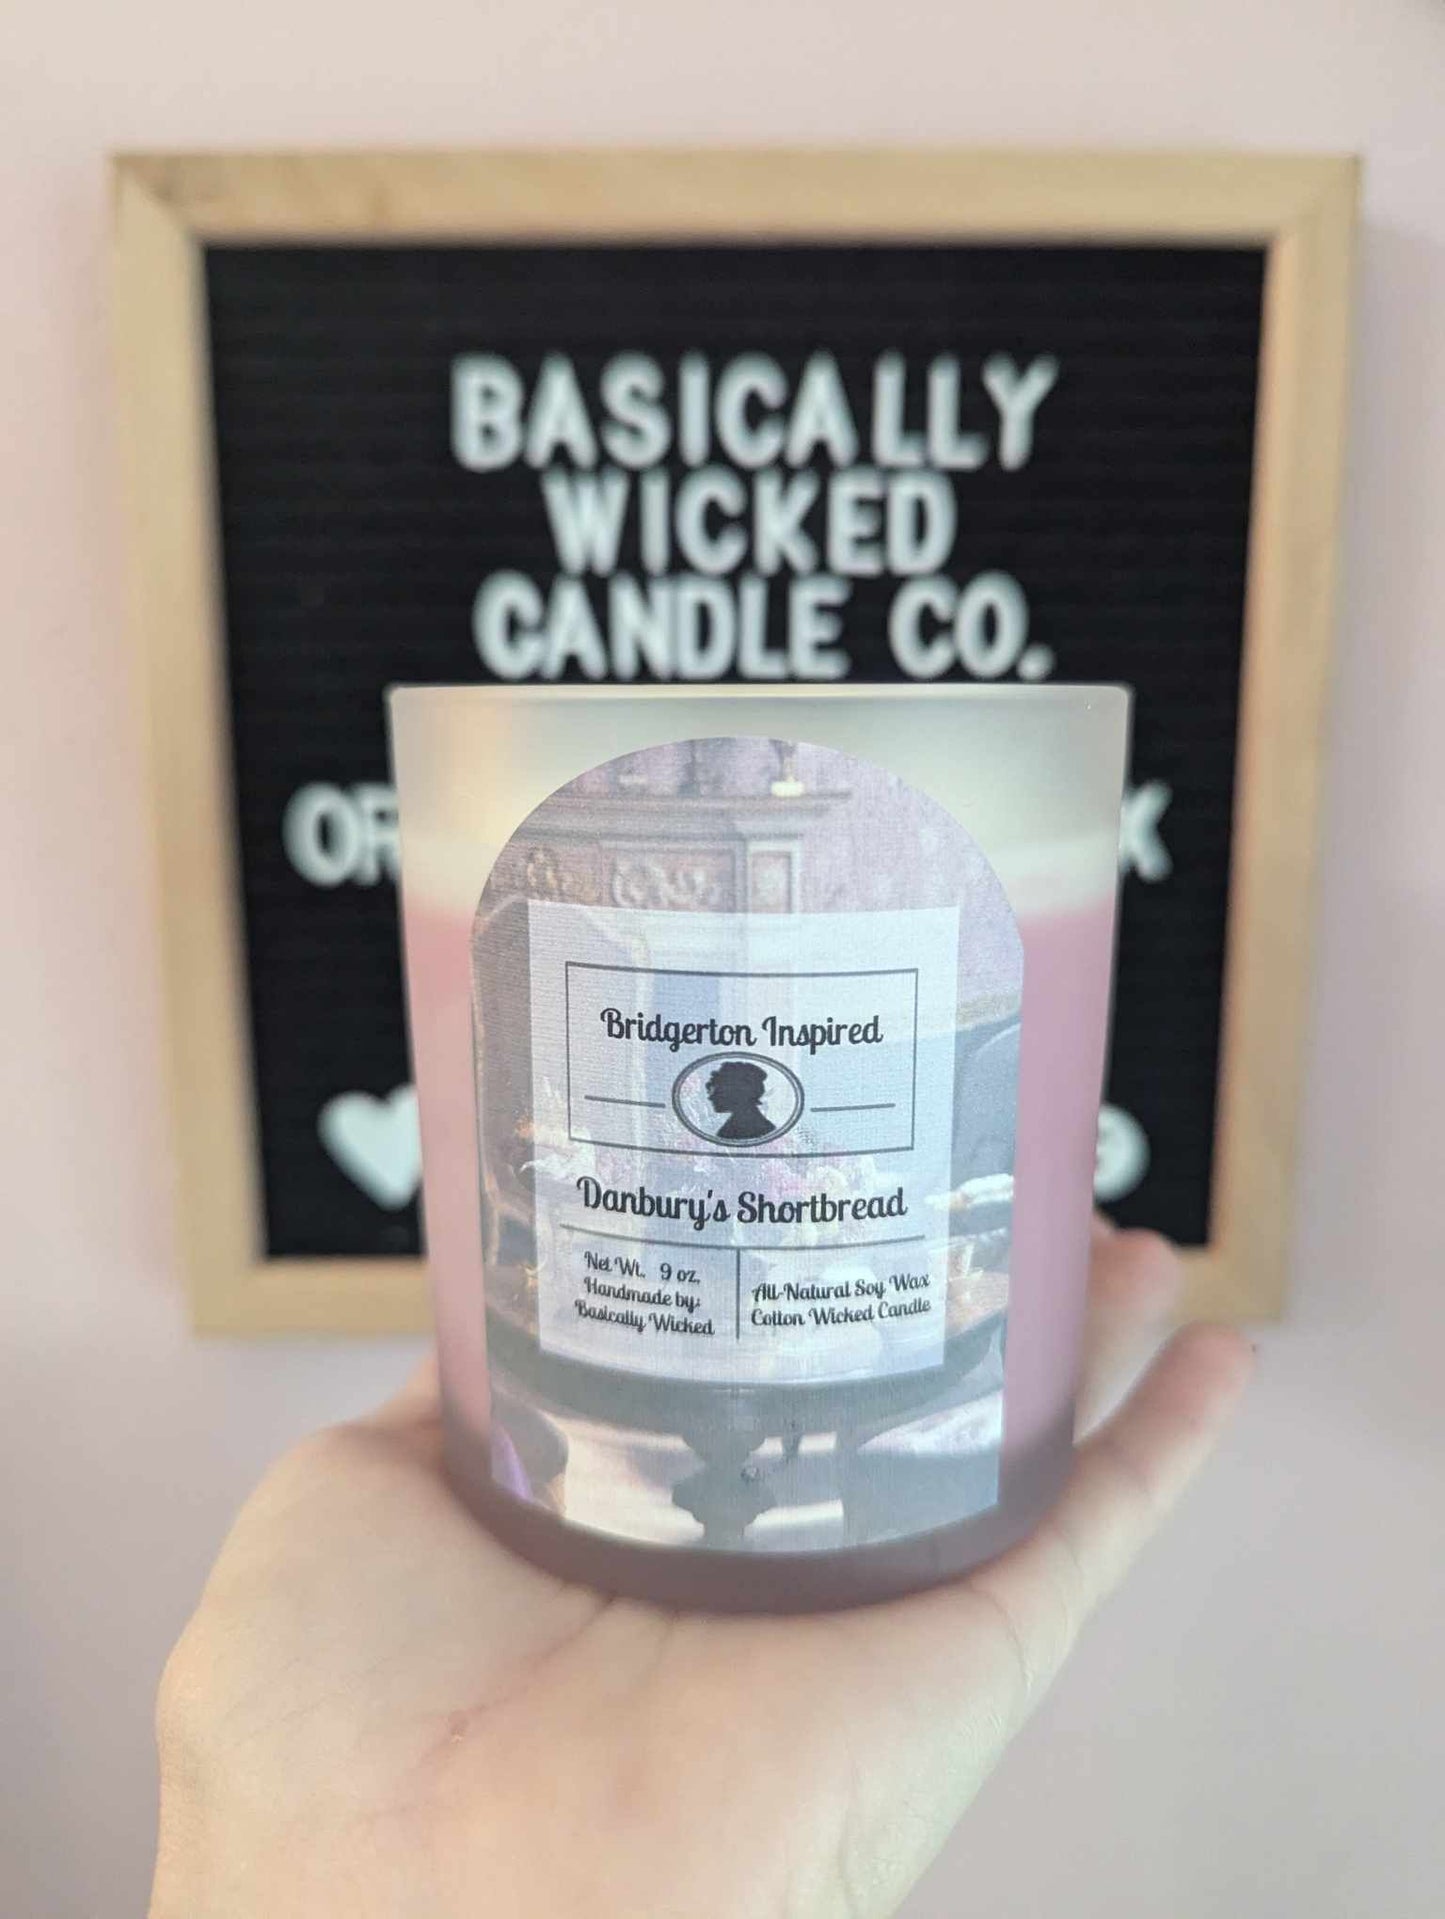 BASICALLY
WICKED
CANDLE CO.
Bridgerton Inspired
Danbury's Shortbread
Net Wt. 9 oz.
Handmade by:
Basically Wicked
All-Natural Soy Wax
Cotton Wicked Candle